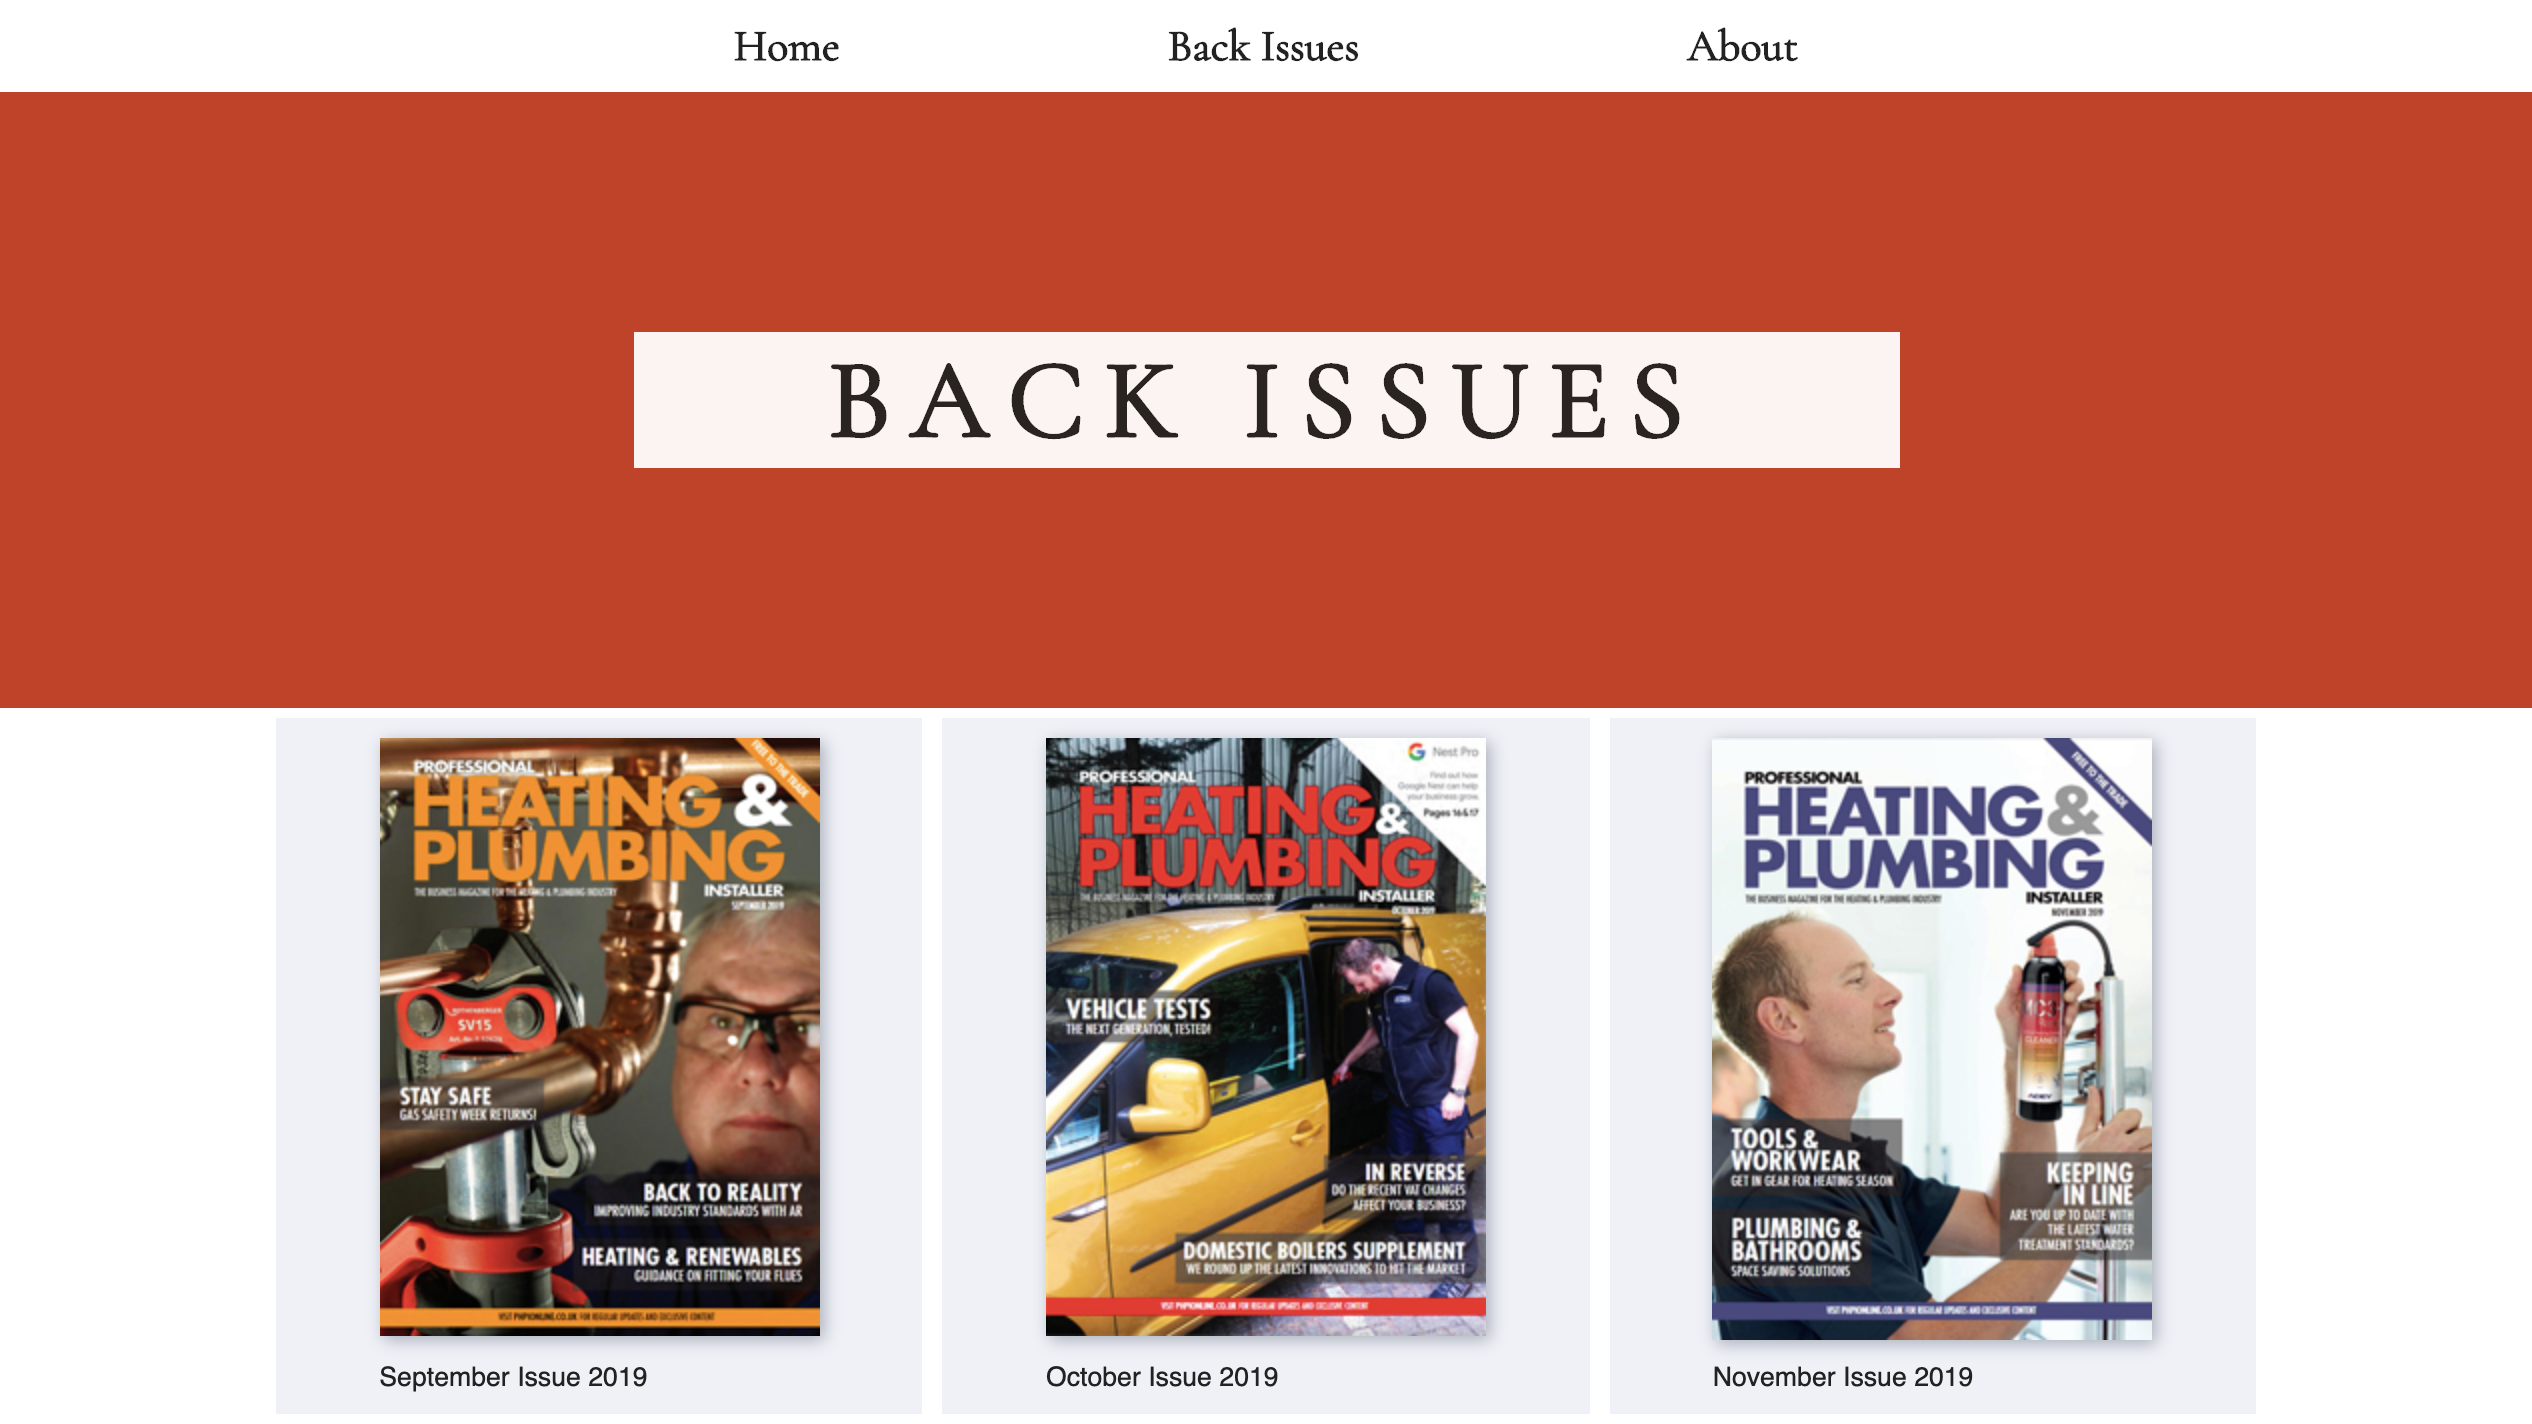 Home
Back Issues
About
BACK ISSUES
FREE TO THE TRADE
PROFESSIONAL
HEATING &
PLUMBING
INSTALLER
THE BUSINESS MAGAZINE FOR THE HEATING & PLUMBING INDUSTRY
SEPTEMBER 2019
ROTHENBERGER
SV15
STAY SAFE
GAS SAFETY WEEK RETURNS!
BACK TO REALITY
IMPROVING INDUSTRY STANDARDS WITH AR
HEATING & RENEWABLES
GUIDANCE ON FITTING YOUR FLUES
VISIT PHPIONLINE.CO.UK FOR REGULAR UPDATES AND EXCLUSIVE CONTENT
September Issue 2019
G Nest Pro
Find out how
Google Nest can help
your business grow.
Pages 16&17
PROFESSIONAL
HEATING &
PLUMBING
INSTALLER
THE BUSINESS MAGAZINE FOR THE HEATING & PLUMBING INDUSTRY
OCTOBER 2019
VEHICLE TESTS
THE NEXT GENERATION, TESTED!
IN REVERSE
DO THE RECENT VAT CHANGES
AFFECT YOUR BUSINESS?
DOMESTIC BOILERS SUPPLEMENT
WE ROUND UP THE LATEST INNOVATIONS TO HIT THE MARKET
VISIT PHPIONLINE.CO.UK FOR REGULAR UPDATES AND EXCLUSIVE CONTENT
October Issue 2019
FREE TO THE TRADE
PROFESSIONAL
HEATING &
PLUMBING
INSTALLER
THE BUSINESS MAGAZINE FOR THE HEATING & PLUMBING INDUSTRY
NOVEMBER 2019
MC3+
CLEANER
ADEY
TOOLS &
WORKWEAR
GET IN GEAR FOR HEATING SEASON
PLUMBING &
BATHROOMS
SPACE SAVING SOLUTIONS
KEEPING
IN LINE
ARE YOU UP TO DATE WITH
THE LATEST WATER
TREATMENT STANDARDS?
VISIT PHPIONLINE.CO.UK FOR REGULAR UPDATES AND EXCLUSIVE CONTENT
November Issue 2019